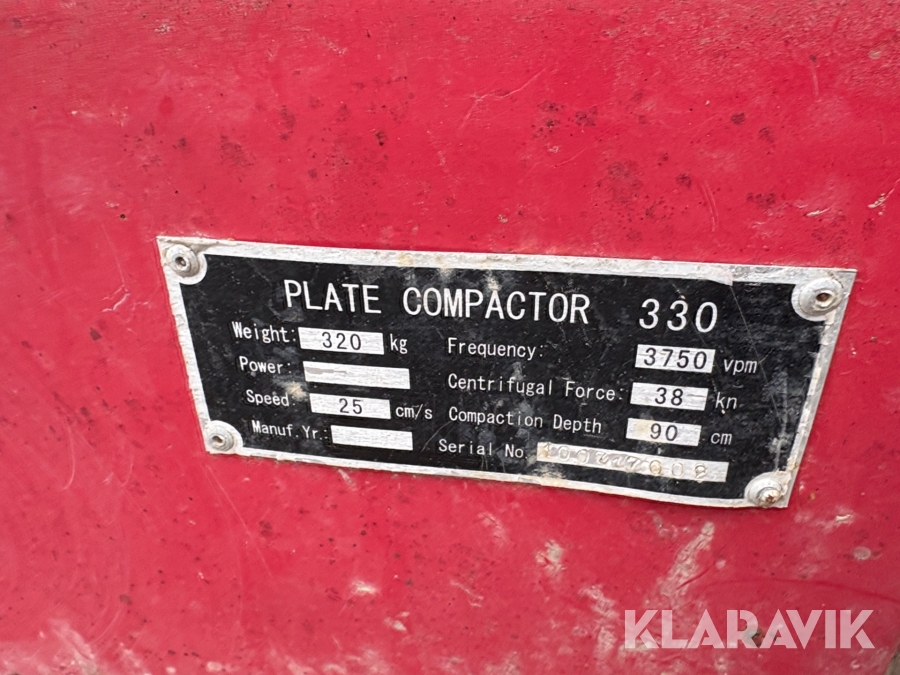 PLATE COMPACTOR 330
Weight: 320 kg
Power:
Speed: 25 cm/s
Manuf. Yr.:
Frequency: 3750 vpm
Centrifugal Force: 38 kn
Compaction Depth 90 cm
Serial No.
KLARAVIK